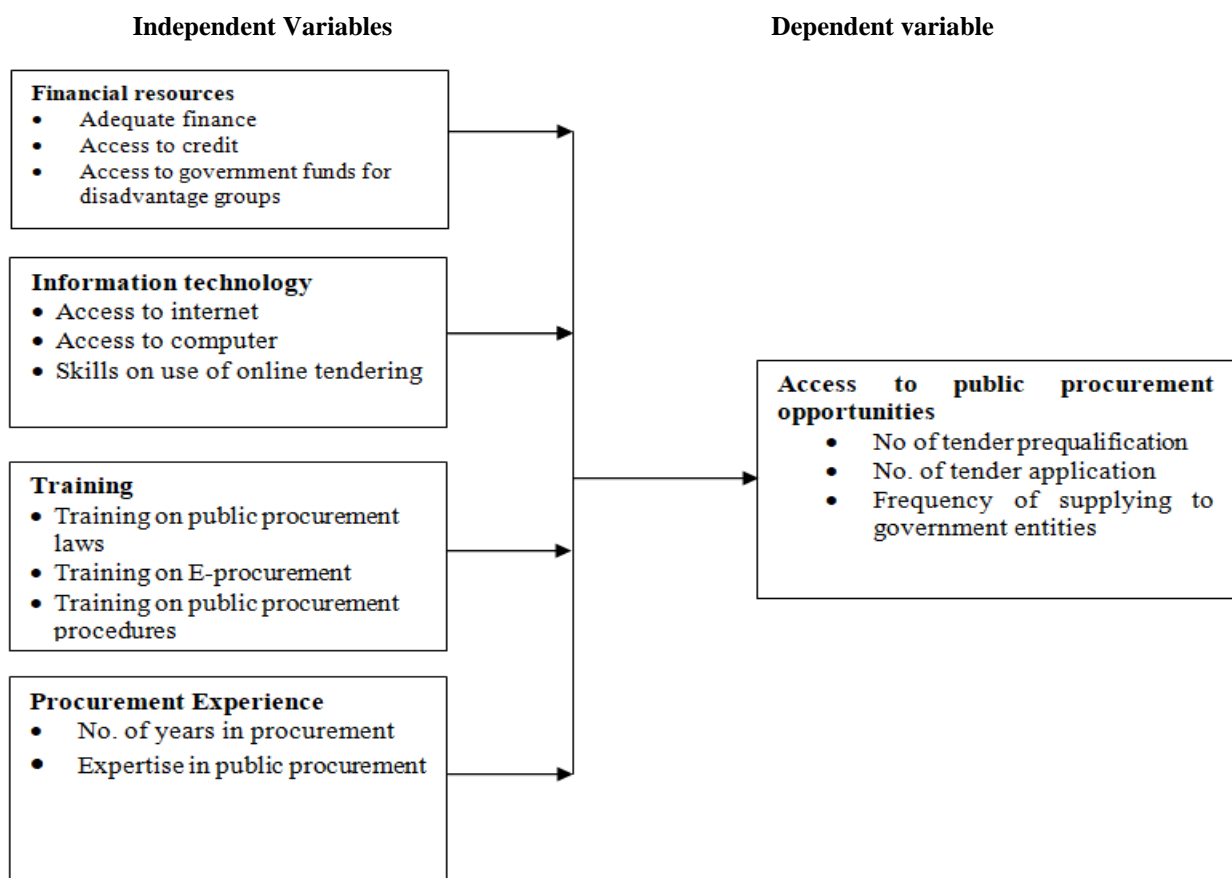 Independent Variables
Dependent variable
Financial resources
• Adequate finance
• Access to credit
• Access to government funds for
disadvantage groups
Information technology
• Access to internet
• Access to computer
• Skills on use of online tendering
Training
• Training on public procurement
laws
• Training on E-procurement
• Training on public procurement
procedures
Procurement Experience
• No. of years in procurement
• Expertise in public procurement
Access to public procurement
opportunities
• No of tender prequalification
• No. of tender application
• Frequency of supplying to
government entities